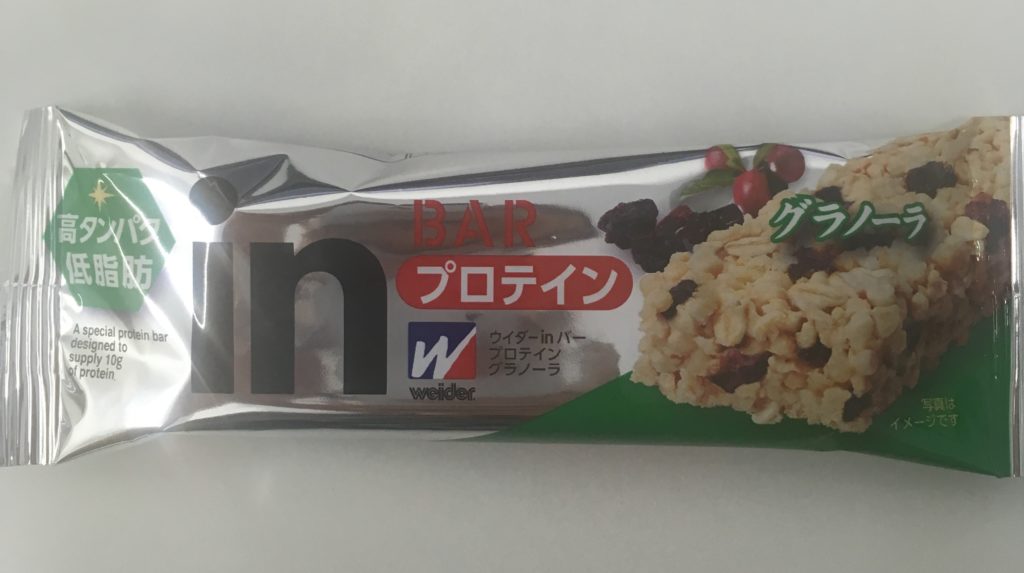 高タンパク
低脂肪
A special protein bar
designed to
supply 10g
of protein.
in
BAR
プロテイン
W
weider
ウイダーinバー
プロテイン
グラノーラ
グラノーラ
写真は
イメージです